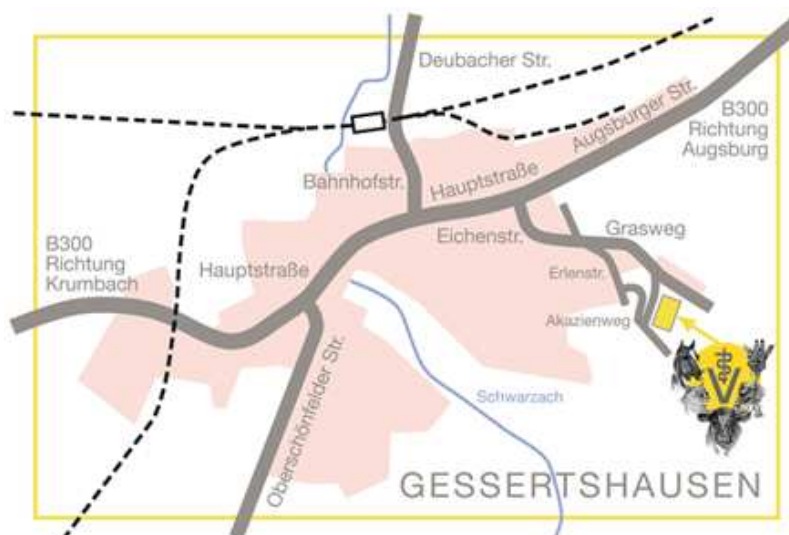 Deubacher Str.
Augsburger Str.
B300
Richtung
Augsburg
Bahnhofstr.
Hauptstraße
Eichenstr.
Grasweg
B300
Richtung
Krumbach
Hauptstraße
Erlenstr.
Akazienweg
Oberschönfelder Str.
Schwarzach
V
GESSERTSHAUSEN